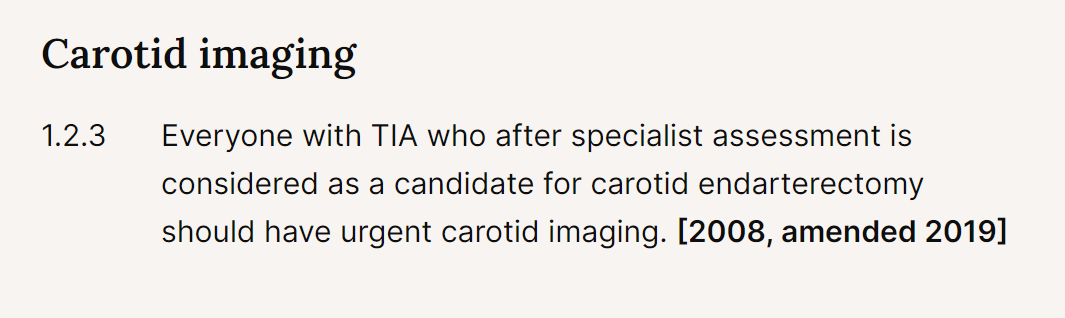 Carotid imaging
1.2.3 Everyone with TIA who after specialist assessment is
considered as a candidate for carotid endarterectomy
should have urgent carotid imaging. [2008, amended 2019]